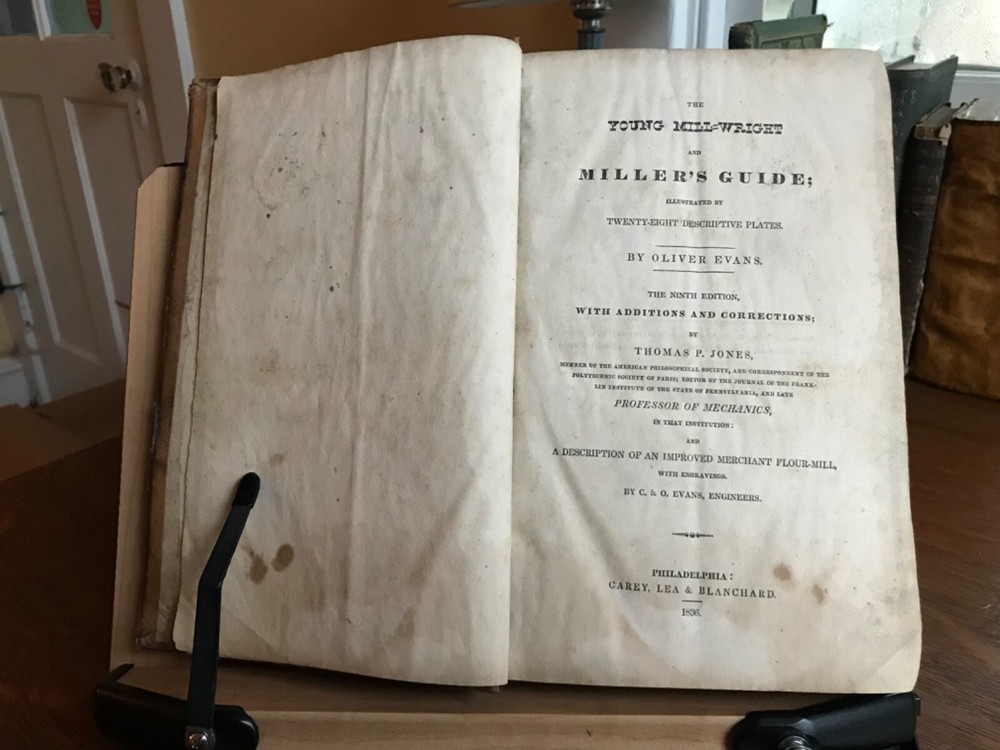 THE
YOUNG MILL-WRIGHT
AND
MILLER'S GUIDE;
ILLUSTRATED BY
TWENTY-EIGHT DESCRIPTIVE PLATES.
BY OLIVER EVANS.
THE NINTH EDITION,
WITH ADDITIONS AND CORRECTIONS;
BY
THOMAS P. JONES,
MEMBER OF THE AMERICAN PHILOSOPHICAL SOCIETY, AND CORRESPONDENT OF THE
POLYTECHNIC SOCIETY OF PARIS; EDITOR OF THE JOURNAL OF THE FRANK-
LIN INSTITUTE OF THE STATE OF PENNSYLVANIA, AND LATE
PROFESSOR OF MECHANICS,
IN THAT INSTITUTION:
AND
A DESCRIPTION OF AN IMPROVED MERCHANT FLOUR-MILL,
WITH ENGRAVINGS.
BY C. & O. EVANS, ENGINEERS.
PHILADELPHIA:
CAREY, LEA & BLANCHARD.
1836.